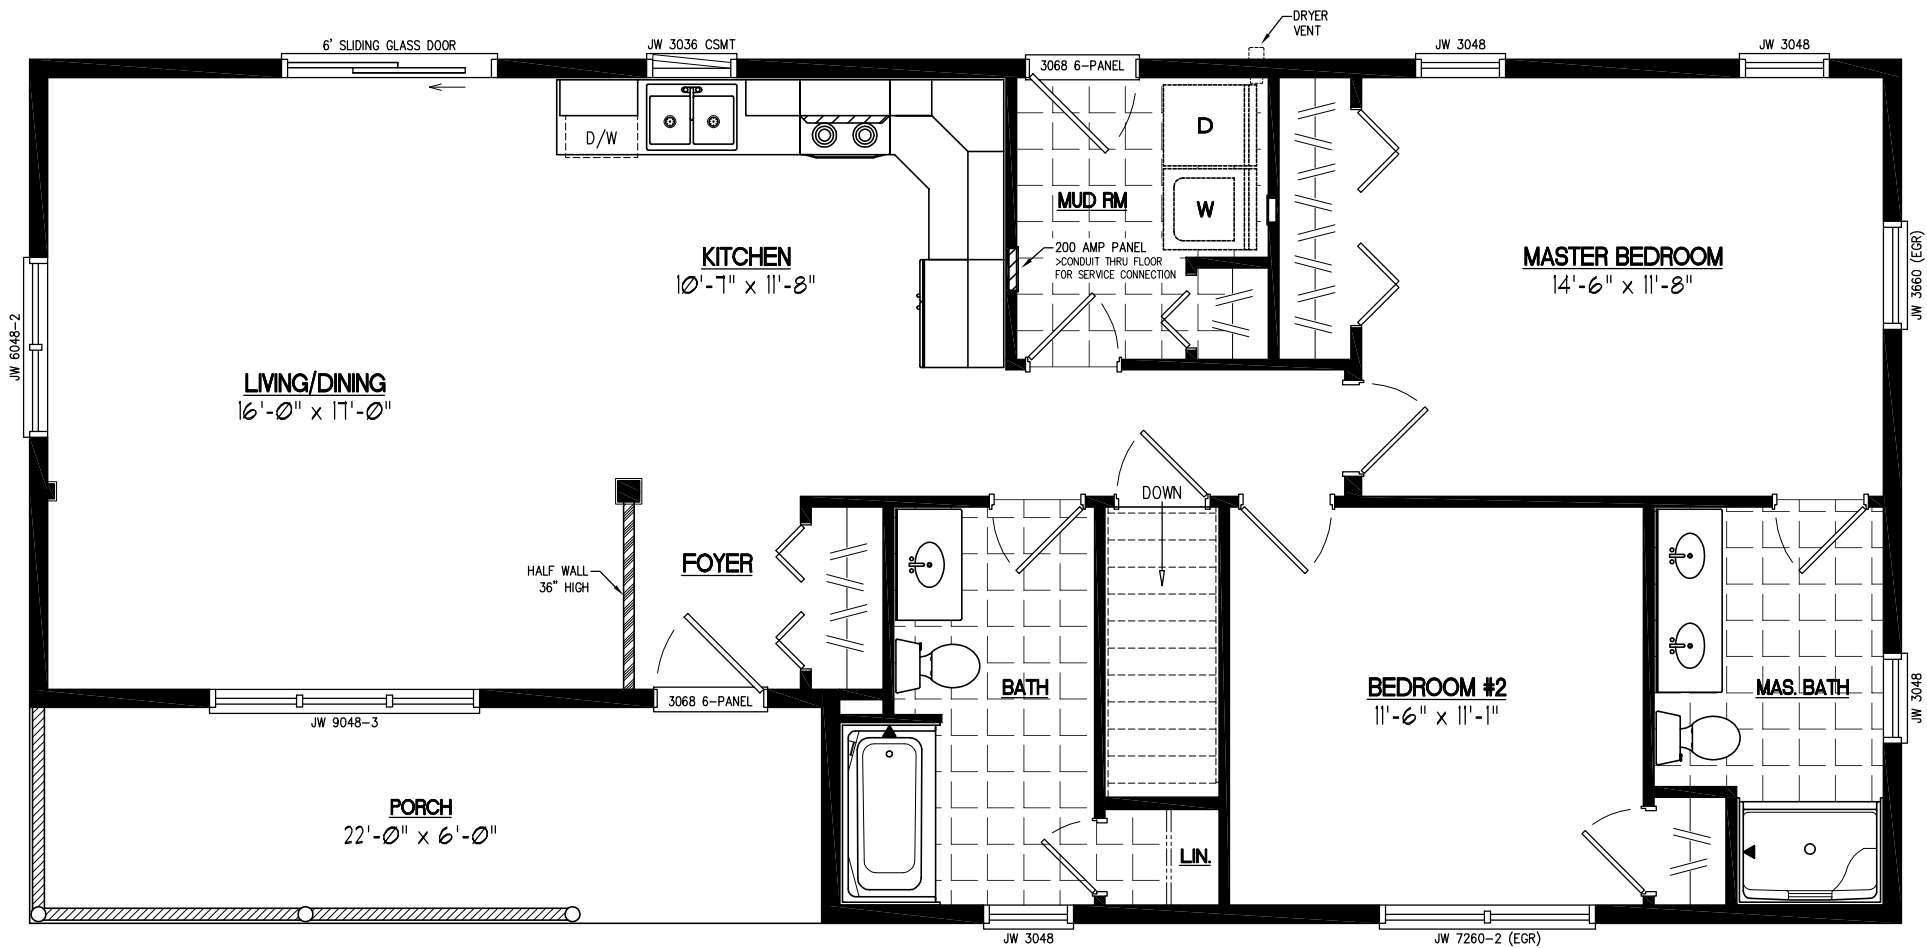 DRYER
VENT
6' SLIDING GLASS DOOR
JW 3036 CSMT
JW 3048
JW 3048
3068 6-PANEL
D/W
D
W
MUD RM
200 AMP PANEL
>CONDUIT THRU FLOOR
FOR SERVICE CONNECTION
KITCHEN
10'-7" x 11'-8"
MASTER BEDROOM
14'-6" x 11'-8"
JW 3660 (EGR)
JW 6048-2
LIVING/DINING
16'-0" x 17'-0"
DOWN
FOYER
HALF WALL
36" HIGH
BATH
BEDROOM #2
11'-6" x 11'-1"
MAS. BATH
JW 3048
3068 6-PANEL
JW 9048-3
PORCH
22'-0" x 6'-0"
LIN.
JW 3048
JW 7260-2 (EGR)